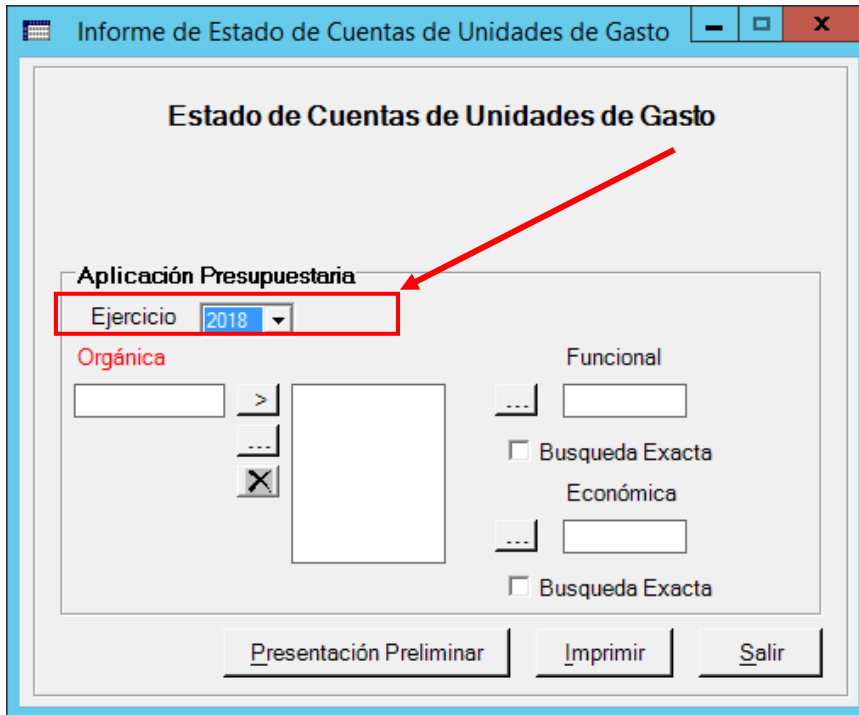 Informe de Estado de Cuentas de Unidades de Gasto
Estado de Cuentas de Unidades de Gasto
Aplicación Presupuestaria
Ejercicio 2018
Orgánica
Funcional
>
...
...
Busqueda Exacta
Económica
...
Busqueda Exacta
Presentación Preliminar Imprimir Salir